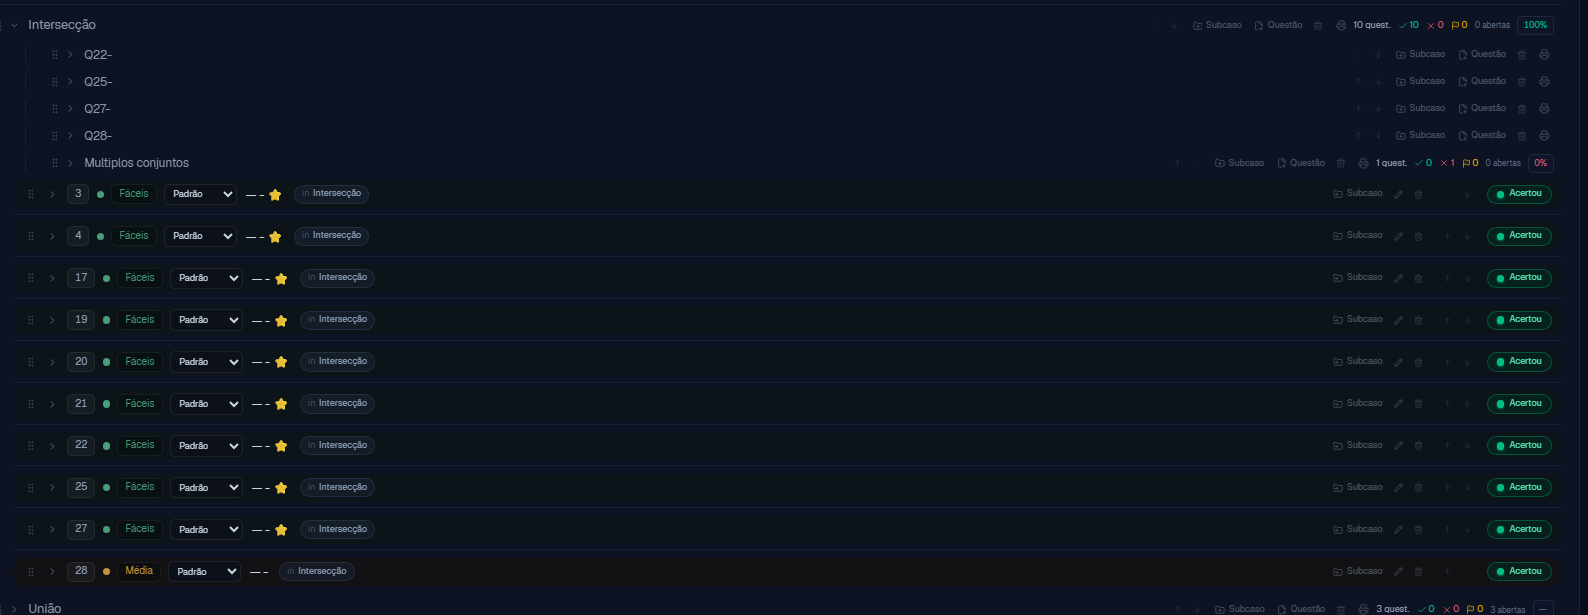 Intersecção Subcaso Questão 10 quest. 10 0 0 0 abertas 100%
Q22- Subcaso Questão
Q25- Subcaso Questão
Q27- Subcaso Questão
Q28- Subcaso Questão
Multiplos conjuntos Subcaso Questão 1 quest. 0 1 0 0 abertas 0%
3 Fáceis Padrão — – in Intersecção Subcaso Acertou
4 Fáceis Padrão — – in Intersecção Subcaso Acertou
17 Fáceis Padrão — – in Intersecção Subcaso Acertou
19 Fáceis Padrão — – in Intersecção Subcaso Acertou
20 Fáceis Padrão — – in Intersecção Subcaso Acertou
21 Fáceis Padrão — – in Intersecção Subcaso Acertou
22 Fáceis Padrão — – in Intersecção Subcaso Acertou
25 Fáceis Padrão — – in Intersecção Subcaso Acertou
27 Fáceis Padrão — – in Intersecção Subcaso Acertou
28 Média Padrão — – in Intersecção Subcaso Acertou
União Subcaso Questão 3 quest. 0 0 0 3 abertas —